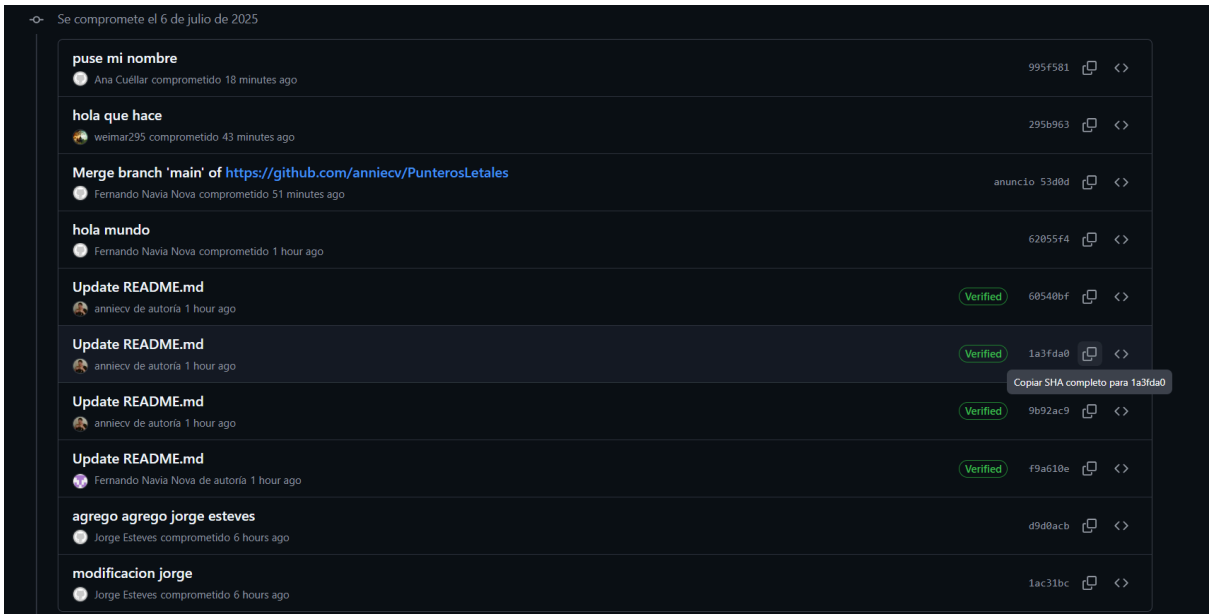 Se compromete el 6 de julio de 2025
puse mi nombre
995f581
Ana Cuéllar comprometido 18 minutes ago
hola que hace
295b963
weimar295 comprometido 43 minutes ago
Merge branch 'main' of https://github.com/anniecv/PunterosLetales
anuncio 53d0d
Fernando Navia Nova comprometido 51 minutes ago
hola mundo
62055f4
Fernando Navia Nova comprometido 1 hour ago
Update README.md
Verified 60540bf
anniecv de autoría 1 hour ago
Update README.md
Verified 1a3fda0
anniecv de autoría 1 hour ago
Copiar SHA completo para 1a3fda0
Update README.md
Verified 9b92ac9
anniecv de autoría 1 hour ago
Update README.md
Verified f9a610e
Fernando Navia Nova de autoría 1 hour ago
agrego agrego jorge esteves
d9d0acb
Jorge Esteves comprometido 6 hours ago
modificacion jorge
1ac31bc
Jorge Esteves comprometido 6 hours ago